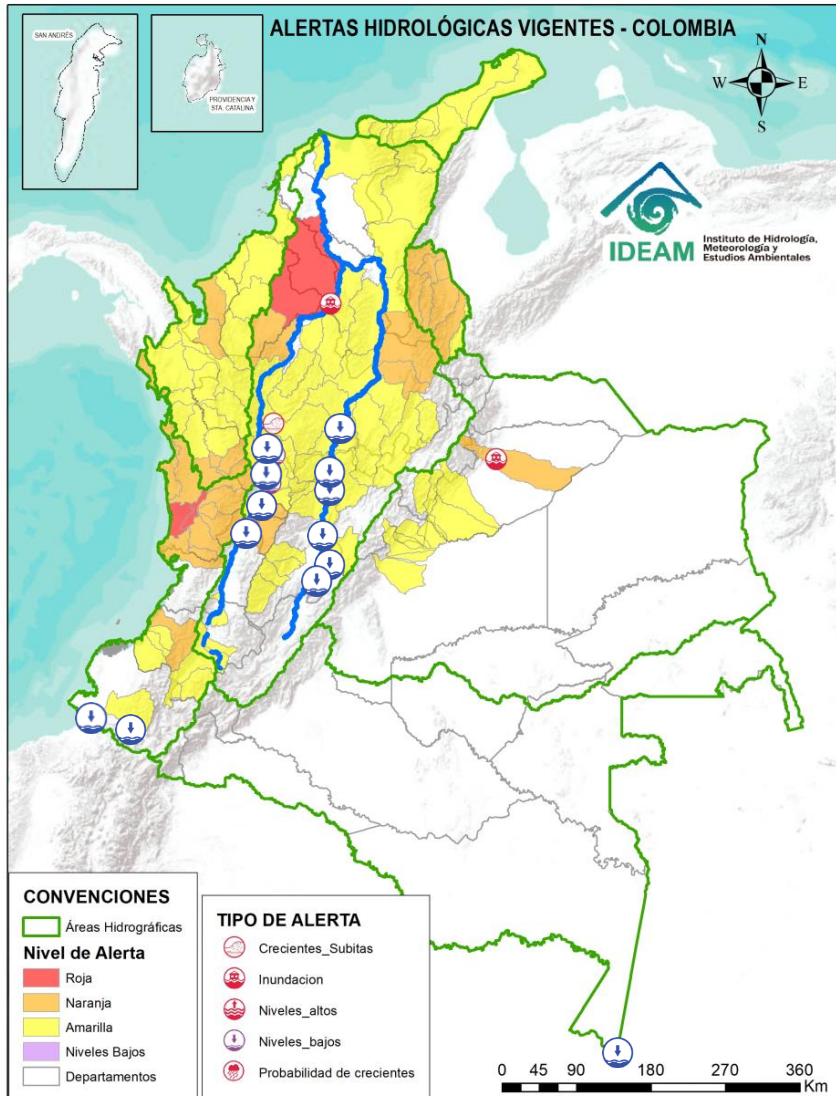 ALERTAS HIDROLÓGICAS VIGENTES - COLOMBIA
SAN ANDRÉS
PROVIDENCIA Y
STA. CATALINA
N
W
E
S
IDEAM
Instituto de Hidrología,
Meteorología y
Estudios Ambientales
CONVENCIONES
Áreas Hidrográficas
Nivel de Alerta
Roja
Naranja
Amarilla
Niveles Bajos
Departamentos
TIPO DE ALERTA
Crecientes_Subitas
Inundacion
Niveles_altos
Niveles_bajos
Probabilidad de crecientes
0 45 90 180 270 360
Km